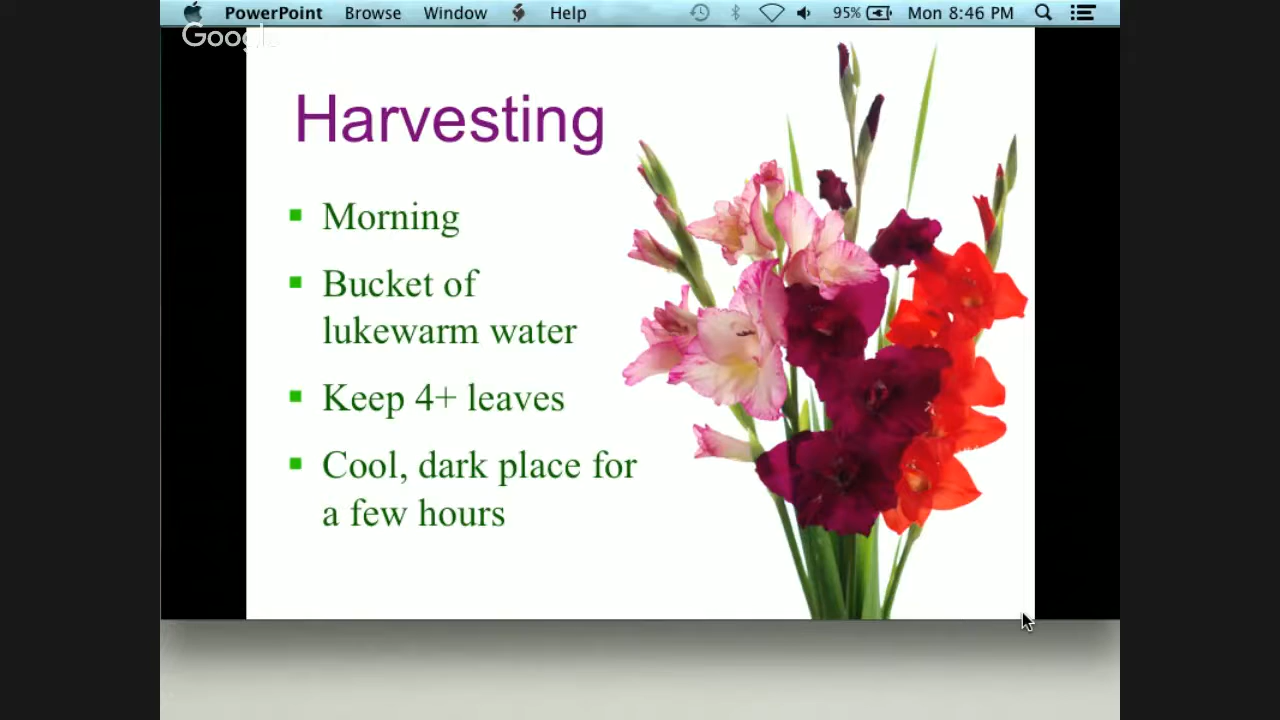 PowerPoint Browse Window Help 95% Mon 8:46 PM
Google
Harvesting
Morning
Bucket of
lukewarm water
Keep 4+ leaves
Cool, dark place for
a few hours